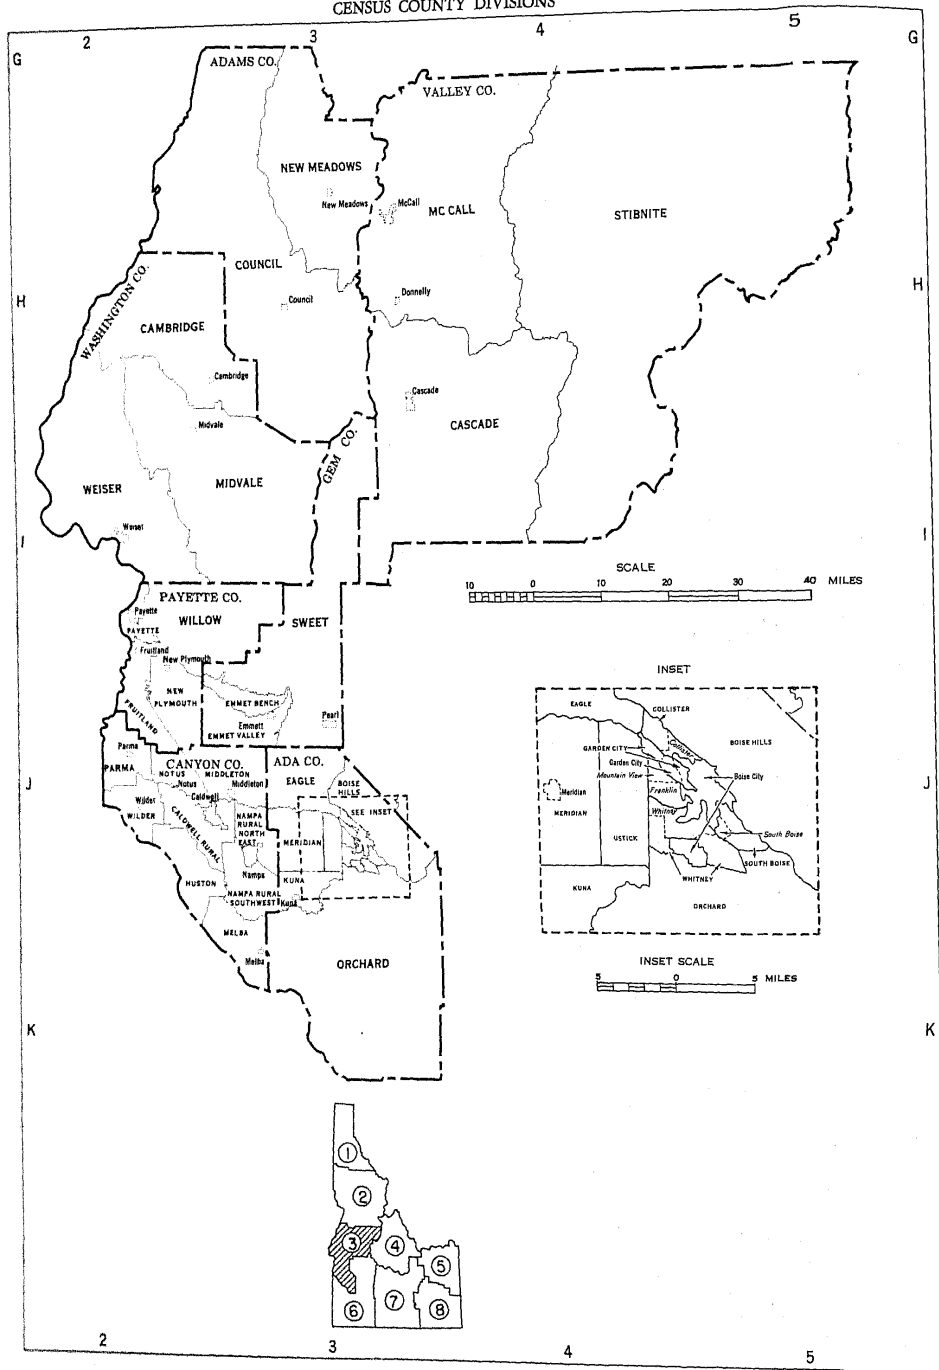 CENSUS COUNTY DIVISIONS
2
3
4
5
G
G
ADAMS CO.
VALLEY CO.
NEW MEADOWS
New Meadows
McCall
MC CALL
STIBNITE
COUNCIL
Council
Donnelly
H
H
WASHINGTON CO.
CAMBRIDGE
Cambridge
Cascade
CASCADE
Midvale
GEM CO.
WEISER
MIDVALE
Weiser
I
I
SCALE
10 0 10 20 30 40 MILES
PAYETTE CO.
Payette
WILLOW
SWEET
PAYETTE
Fruitland
New Plymouth
NEW
PLYMOUTH
EMMET BENCH
FRUITLAND
Emmett
EMMET VALLEY
Pearl
INSET
EAGLE
COLLISTER
GARDEN CITY
Collister
BOISE HILLS
Garden City
Mountain View
Boise City
Meridian
Franklin
MERIDIAN
Whitney
USTICK
South Boise
SOUTH BOISE
KUNA
WHITNEY
ORCHARD
INSET SCALE
5 0 5 MILES
Parma
CANYON CO.
ADA CO.
PARMA
NOTUS
MIDDLETON
EAGLE
J
J
Notus
Middleton
BOISE
HILLS
Wilder
Caldwell
SEE INSET
WILDER
CALDWELL RURAL
NAMPA
RURAL
NORTH
EAST
MERIDIAN
Nampa
HUSTON
KUNA
NAMPA RURAL
SOUTHWEST
Kuna
MELBA
Melba
ORCHARD
K
K
1
2
3
4
5
6
7
8
2
3
4
5